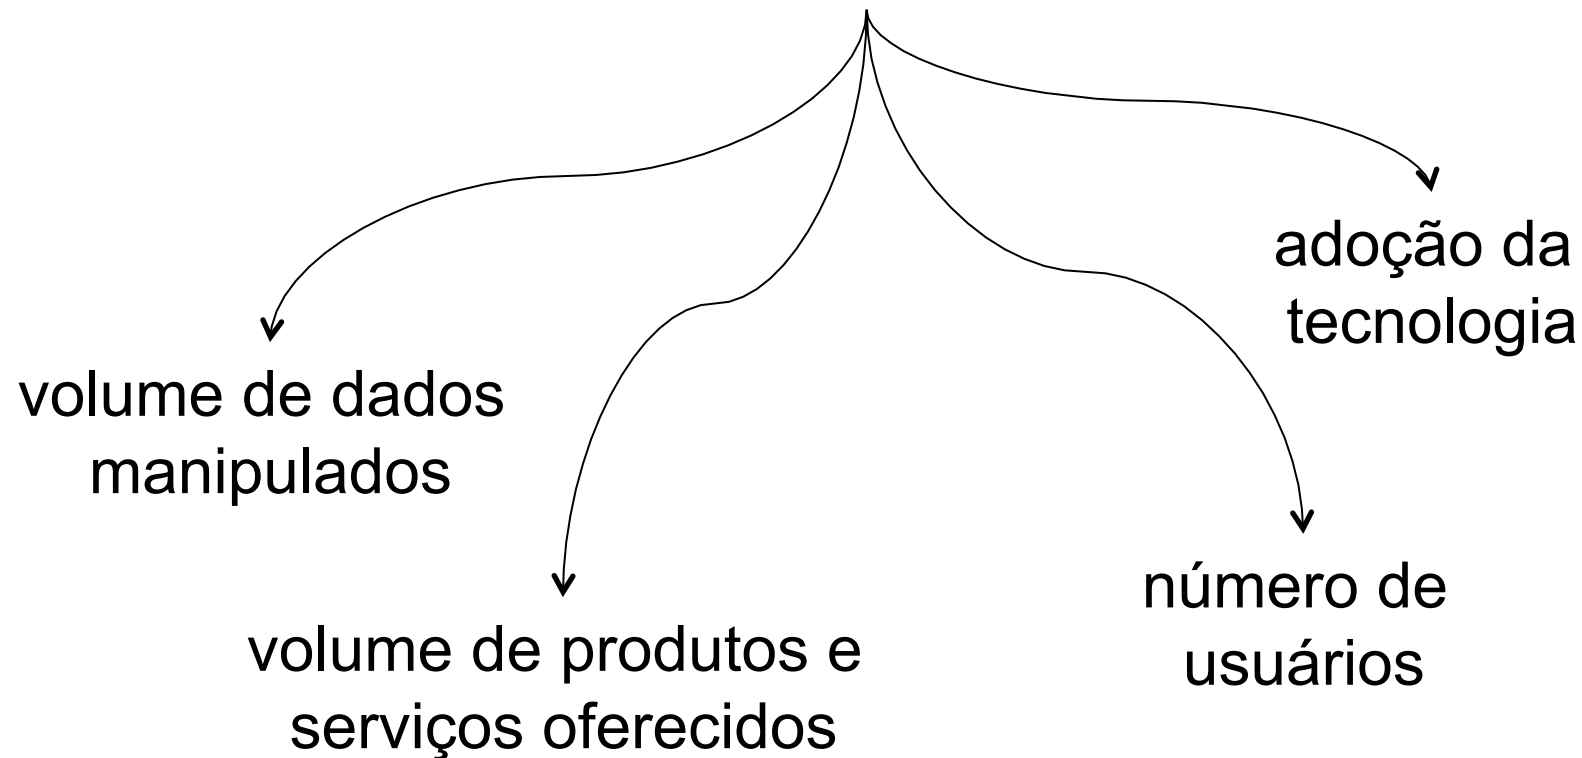 adoção da
tecnologia
volume de dados
manipulados
número de
usuários
volume de produtos e
serviços oferecidos